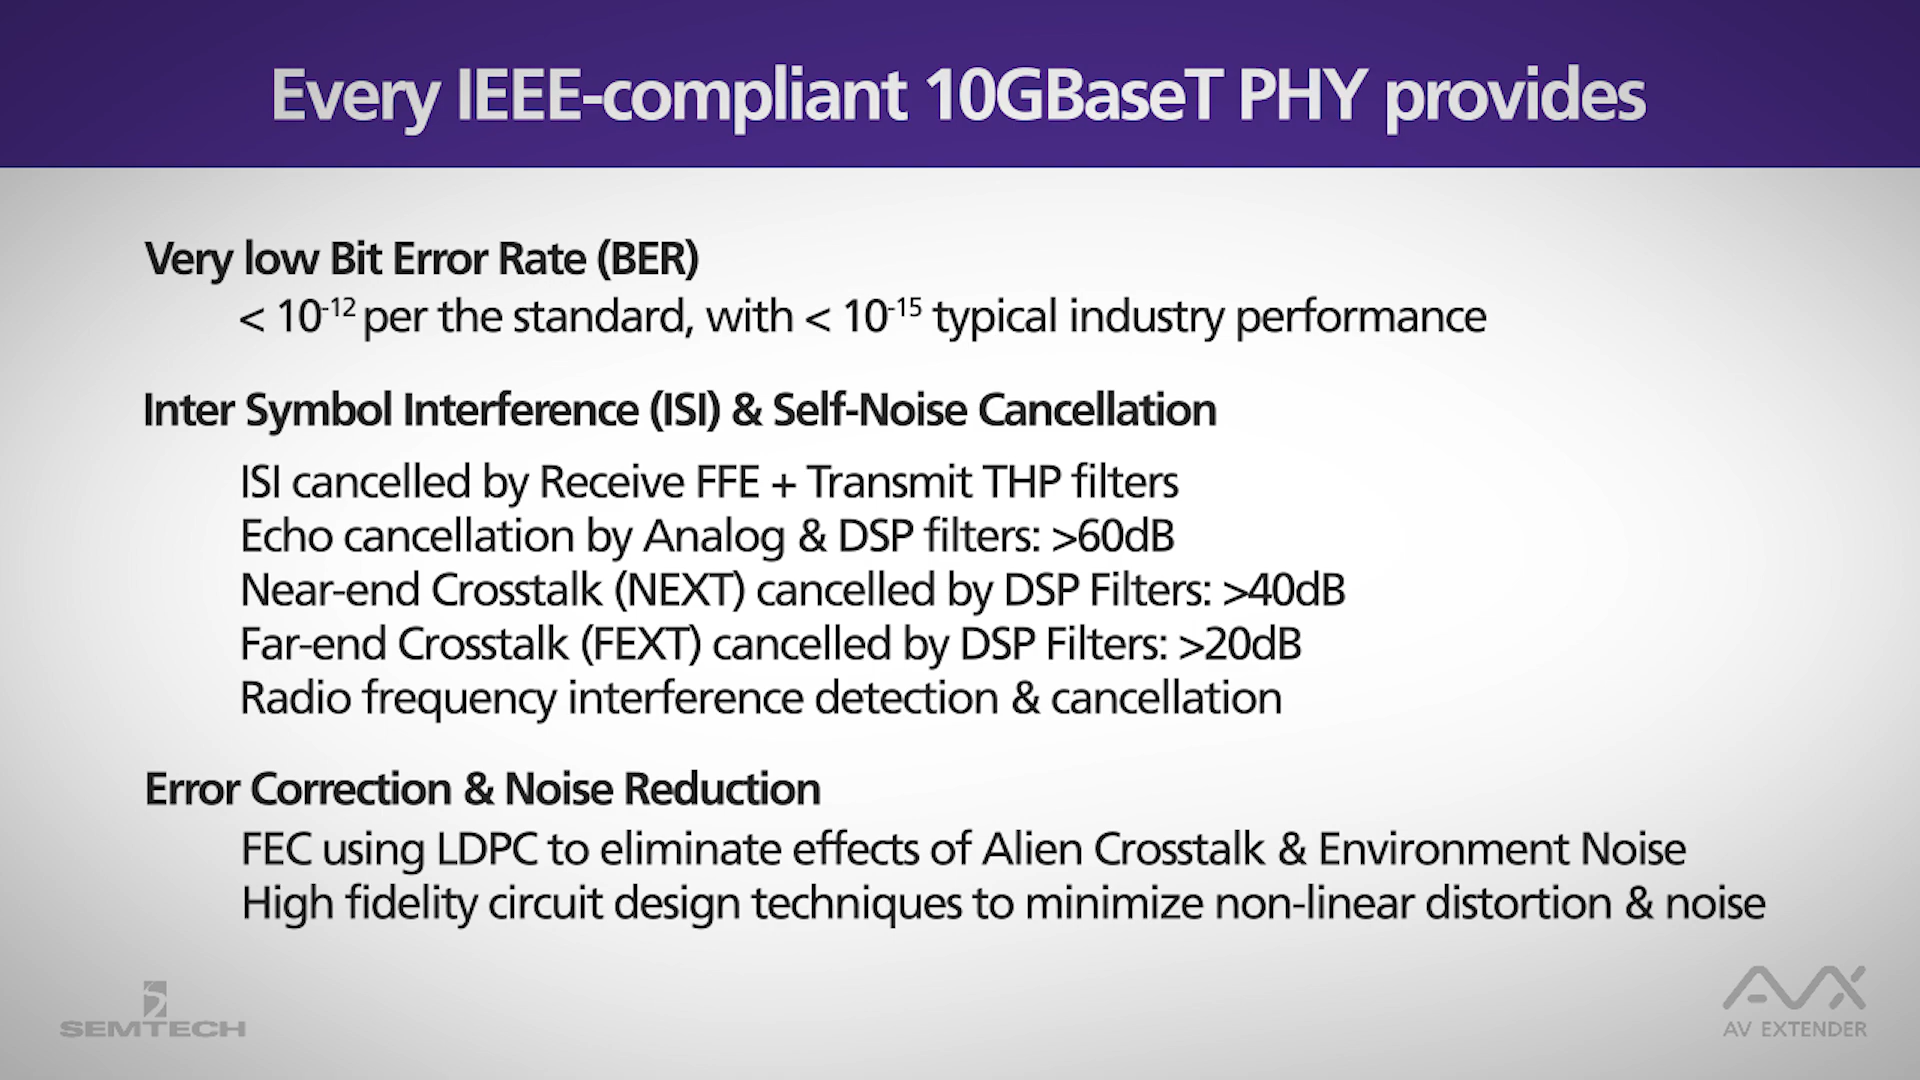 Every IEEE-compliant 10GBaseT PHY provides
Very low Bit Error Rate (BER)
< 10⁻¹² per the standard, with < 10⁻¹⁵ typical industry performance
Inter Symbol Interference (ISI) & Self-Noise Cancellation
ISI cancelled by Receive FFE + Transmit THP filters
Echo cancellation by Analog & DSP filters: >60dB
Near-end Crosstalk (NEXT) cancelled by DSP Filters: >40dB
Far-end Crosstalk (FEXT) cancelled by DSP Filters: >20dB
Radio frequency interference detection & cancellation
Error Correction & Noise Reduction
FEC using LDPC to eliminate effects of Alien Crosstalk & Environment Noise
High fidelity circuit design techniques to minimize non-linear distortion & noise
SEMTECH
AVX
AV EXTENDER